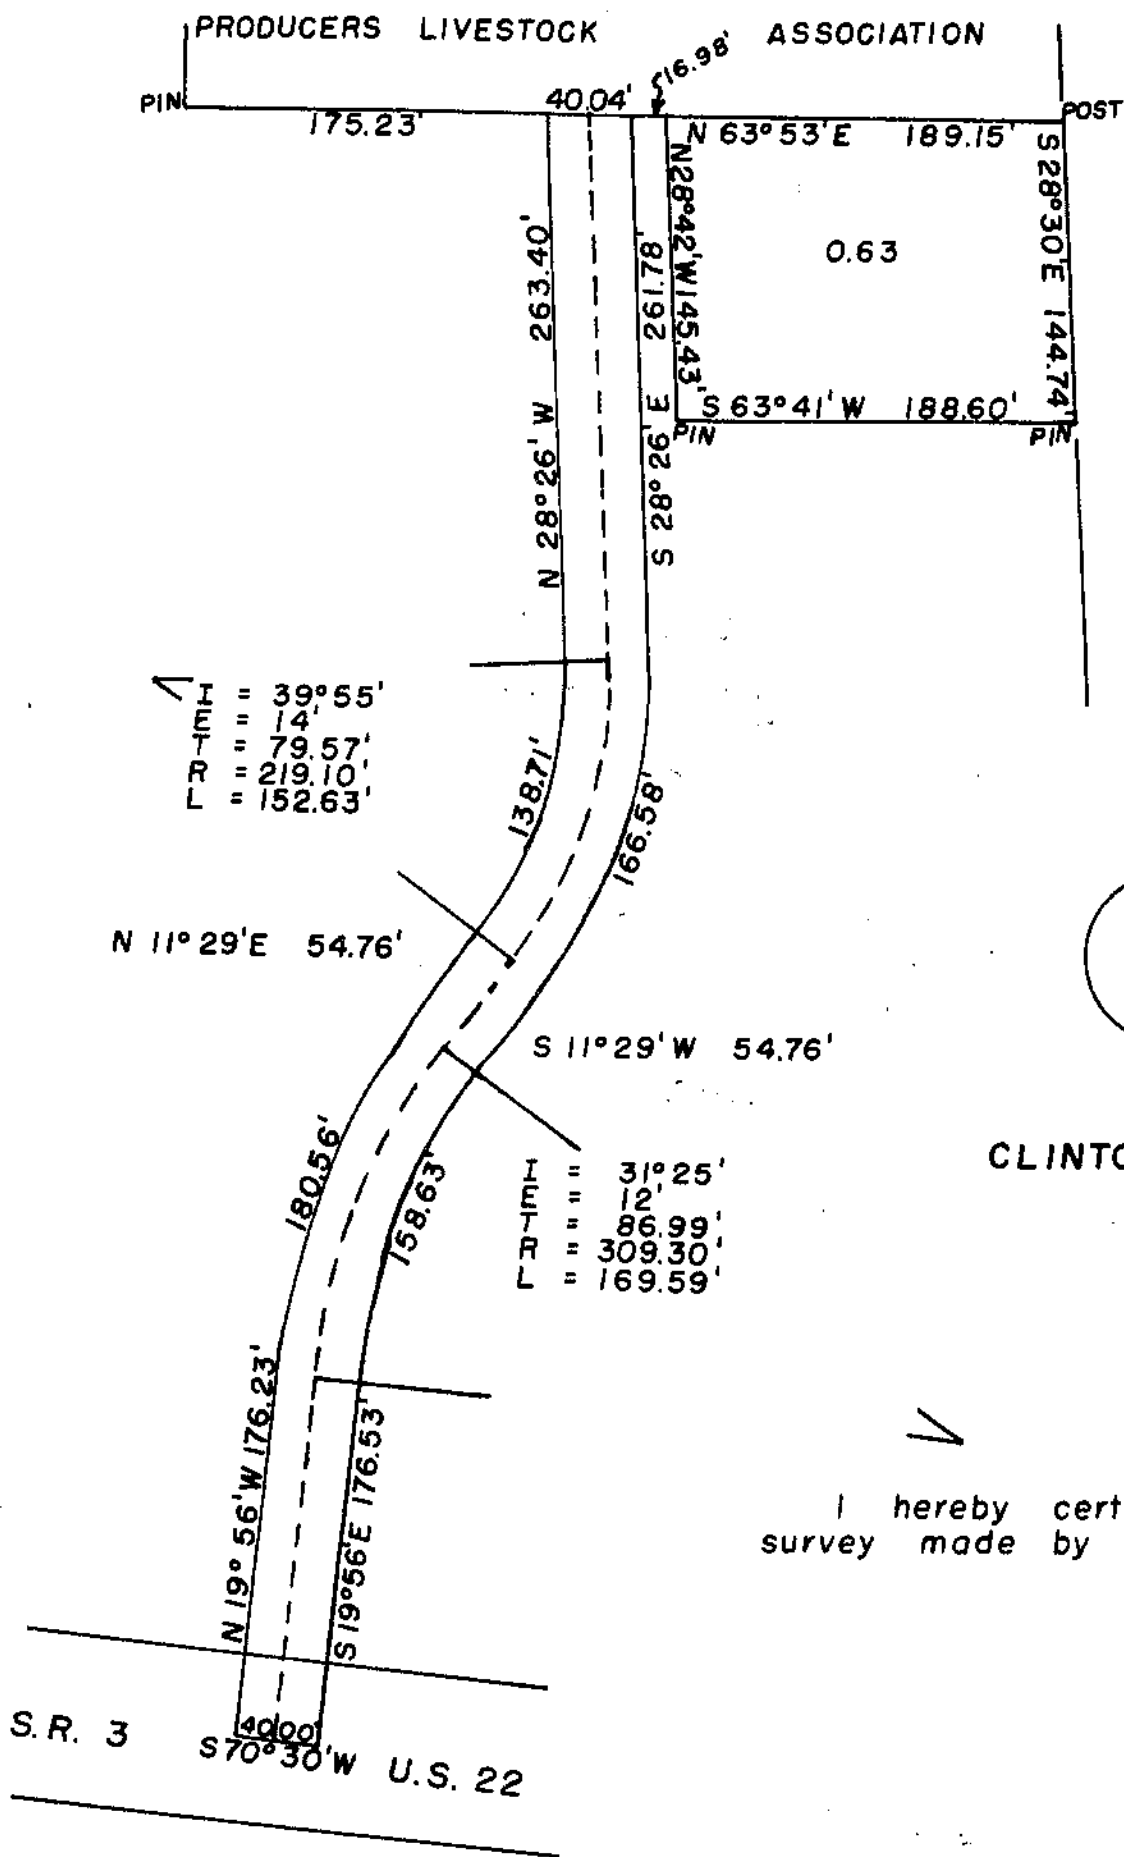 PRODUCERS LIVESTOCK ASSOCIATION
16.98'
PIN
40.04'
POST
175.23'
N 63°53'E 189.15'
N28°42'W 145.43'
S 28°30'E 144.74'
0.63
263.40'
N 28°26' W
261.78'
S 28°26' E
S 63°41'W 188.60'
PIN
PIN
I = 39°55'
E = 14'
T = 79.57'
R = 219.10'
L = 152.63'
138.71'
166.58'
N 11°29'E 54.76'
S 11°29'W 54.76'
180.56'
158.63'
I = 31°25'
E = 12'
T = 86.99'
R = 309.30'
L = 169.59'
CLINTO
N 19°56'W 176.23'
S 19°56'E 176.53'
I hereby cert
survey made by
S.R. 3
40.00'
S 70°30'W
U.S. 22